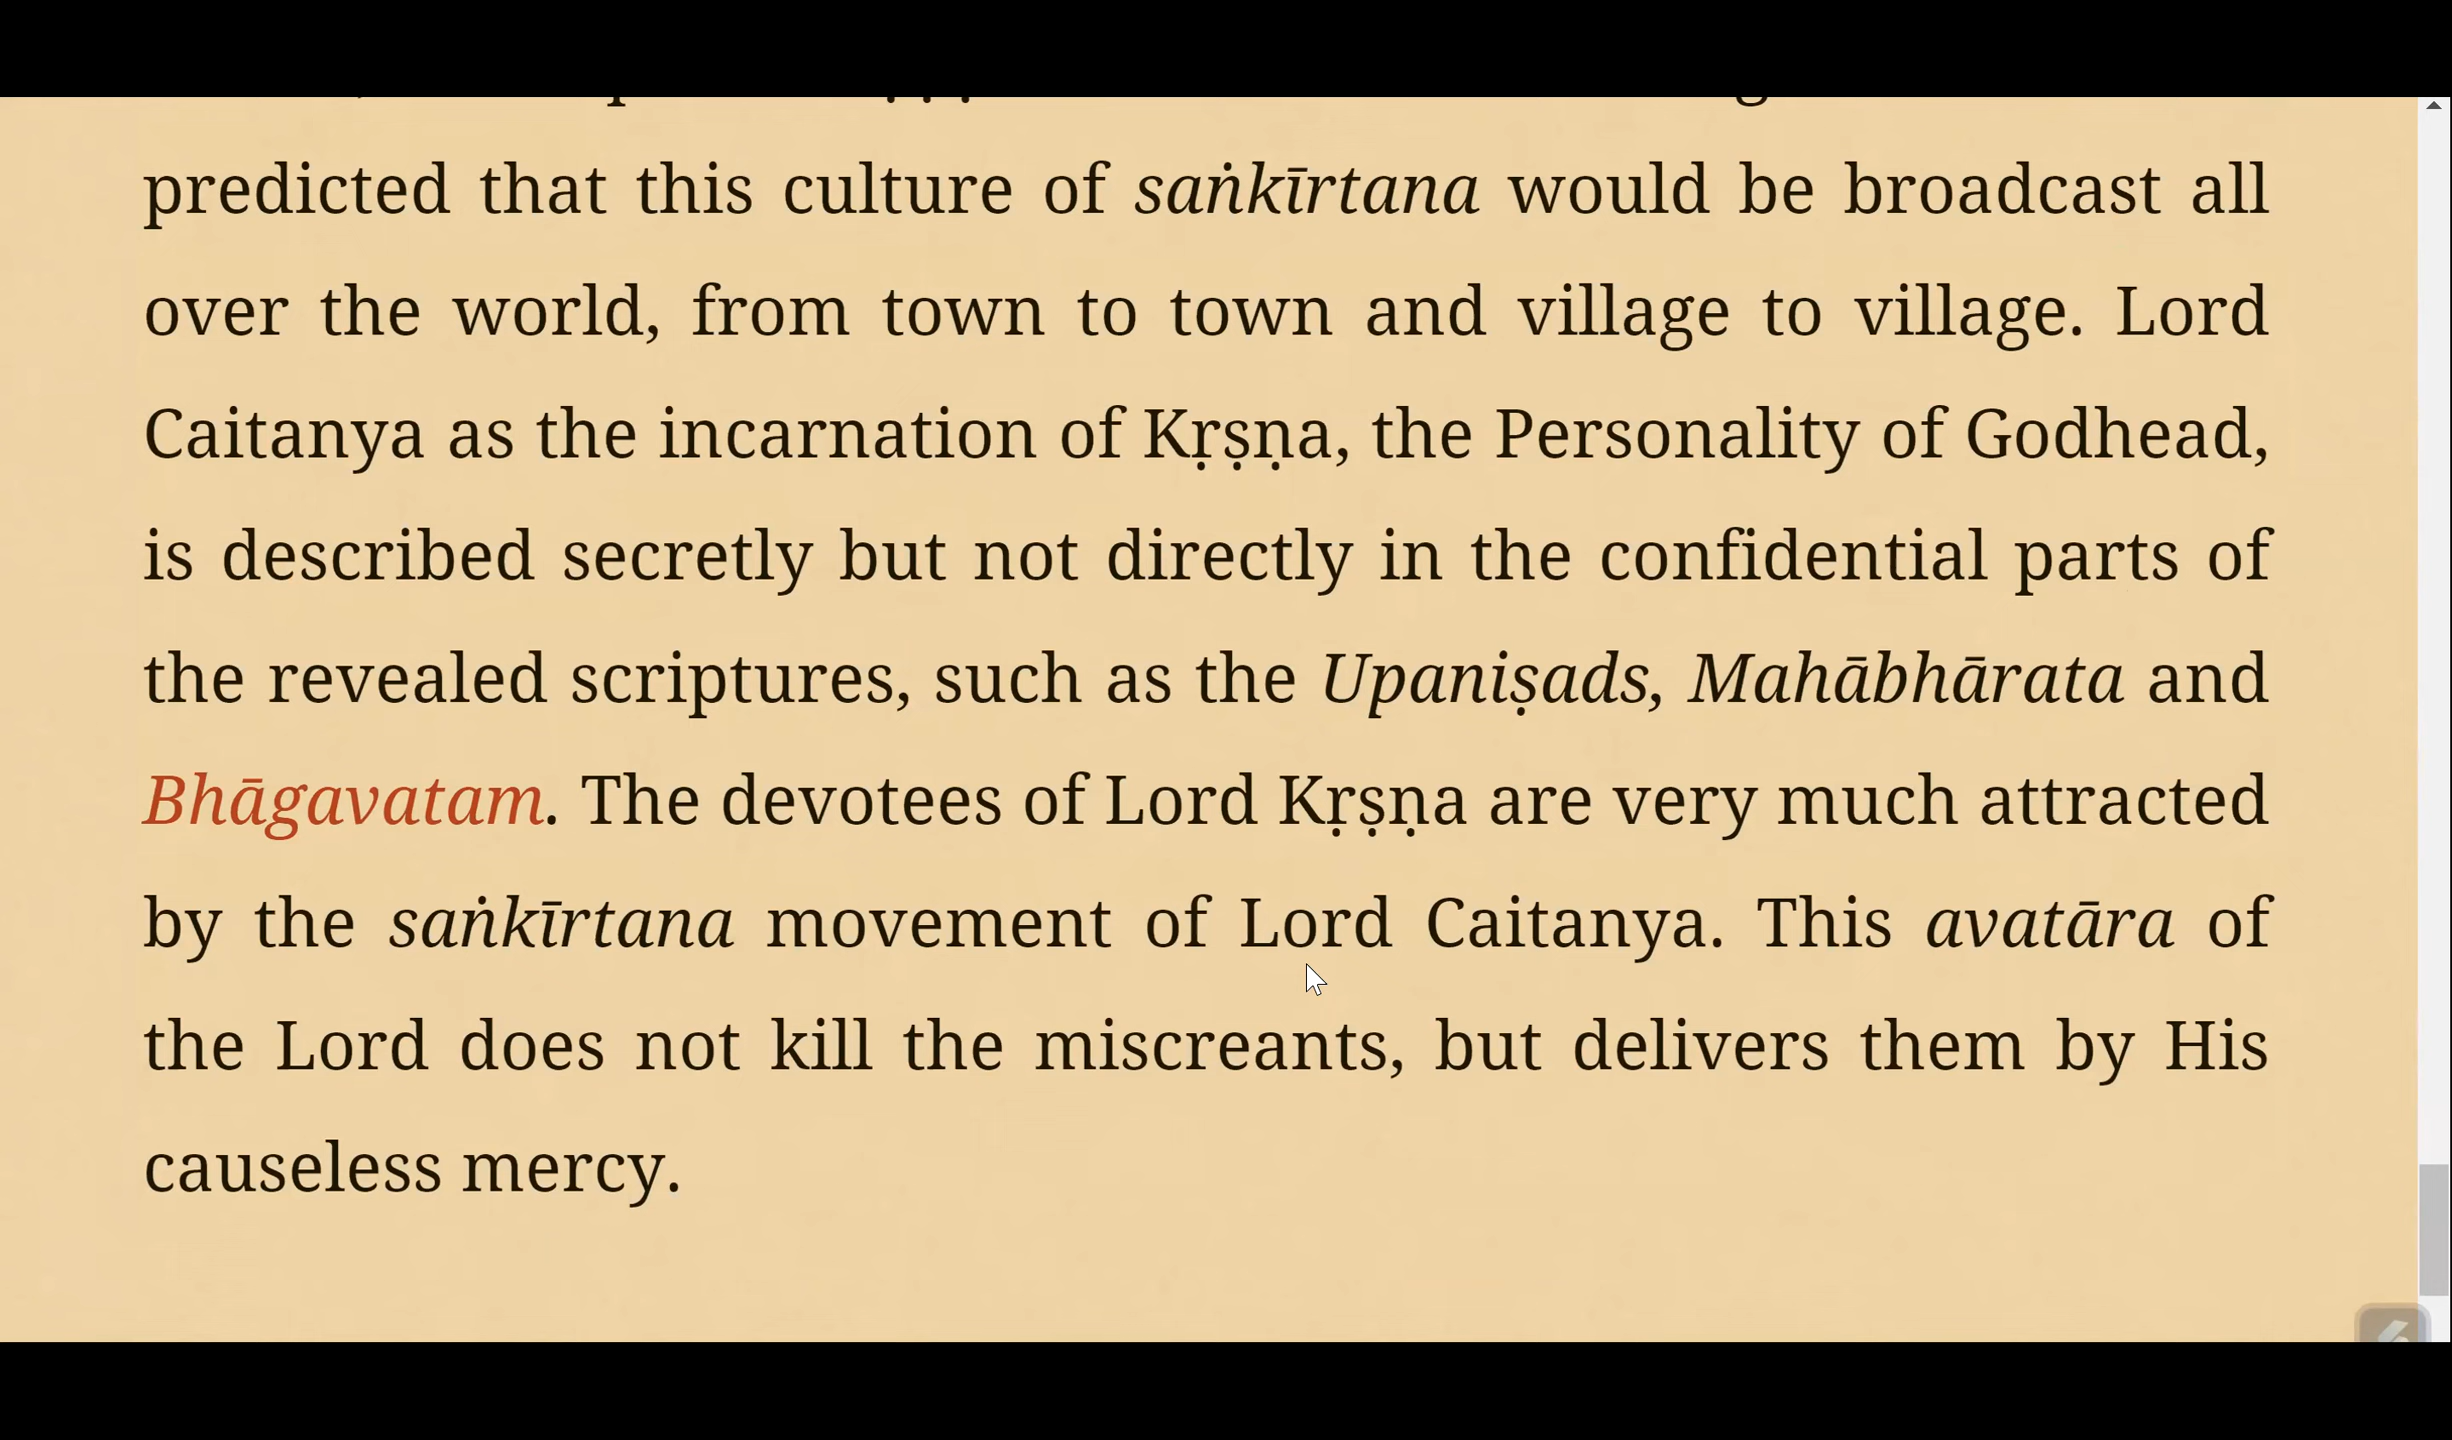 predicted that this culture of saṅkīrtana would be broadcast all
over the world, from town to town and village to village. Lord
Caitanya as the incarnation of Kṛṣṇa, the Personality of Godhead,
is described secretly but not directly in the confidential parts of
the revealed scriptures, such as the Upaniṣads, Mahābhārata and
Bhāgavatam. The devotees of Lord Kṛṣṇa are very much attracted
by the saṅkīrtana movement of Lord Caitanya. This avatāra of
the Lord does not kill the miscreants, but delivers them by His
causeless mercy.